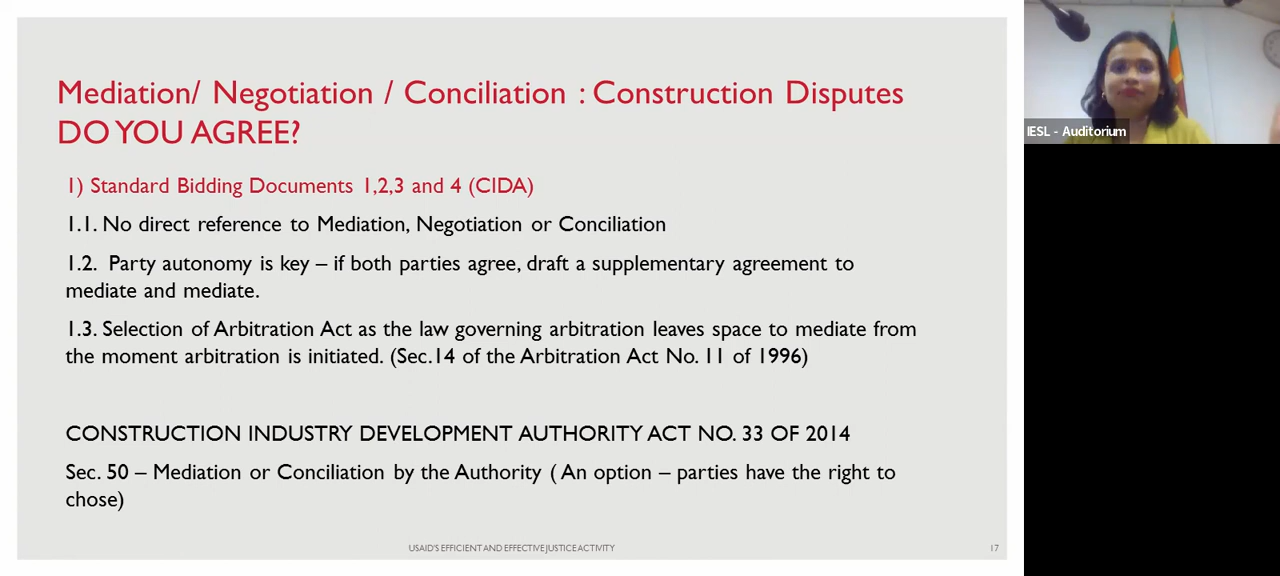 Mediation/ Negotiation / Conciliation : Construction Disputes
DO YOU AGREE?
1) Standard Bidding Documents 1,2,3 and 4 (CIDA)
1.1. No direct reference to Mediation, Negotiation or Conciliation
1.2. Party autonomy is key – if both parties agree, draft a supplementary agreement to
mediate and mediate.
1.3. Selection of Arbitration Act as the law governing arbitration leaves space to mediate from
the moment arbitration is initiated. (Sec.14 of the Arbitration Act No. 11 of 1996)
CONSTRUCTION INDUSTRY DEVELOPMENT AUTHORITY ACT NO. 33 OF 2014
Sec. 50 – Mediation or Conciliation by the Authority ( An option – parties have the right to
chose)
USAID'S EFFICIENT AND EFFECTIVE JUSTICE ACTIVITY
17
IESL - Auditorium